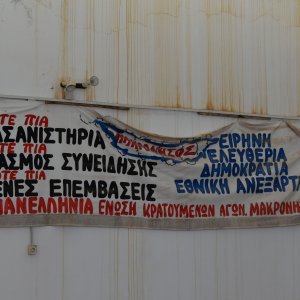 ΤΕ ΠΙΑ
ΑΣΑΝΙΣΤΗΡΙΑ
ΤΕ ΠΙΑ
ΑΣΜΟΣ ΣΥΝΕΙΔΗΣΗΣ
ΤΕ ΠΙΑ
ΕΝΕΣ ΕΠΕΜΒΑΣΕΙΣ
ΕΙΡΗΝΗ
ΕΛΕΥΘΕΡΙΑ
ΔΗΜΟΚΡΑΤΙΑ
ΕΘΝΙΚΗ ΑΝΕΞΑΡΤ
ΠΑΝΕΛΛΗΝΙΑ ΕΝΩΣΗ ΚΡΑΤΟΥΜΕΝΩΝ ΑΓΩΝ. ΜΑΚΡΟΝΗ